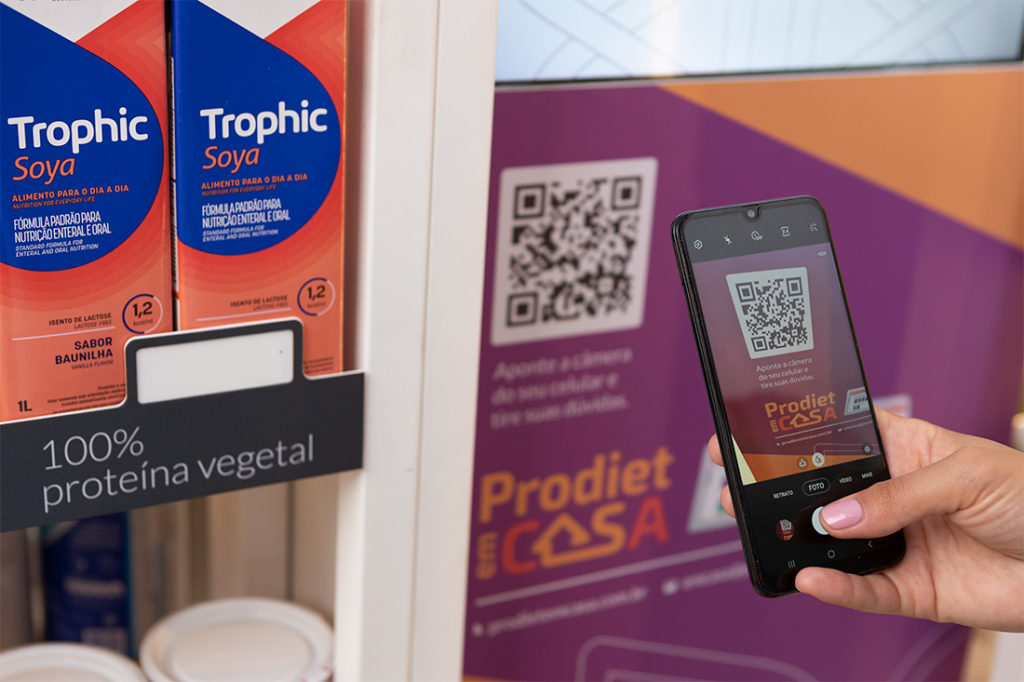 Trophic
Soya
ALIMENTO PARA O DIA A DIA
NUTRITION FOR EVERYDAY LIFE
FÓRMULA PADRÃO PARA
NUTRIÇÃO ENTERAL E ORAL
STANDARD FORMULA FOR
ENTERAL AND ORAL NUTRITION
ISENTO DE LACTOSE
LACTOSE-FREE
1,2
SABOR
BAUNILHA
VANILLA FLAVOR
1L
Trophic
Soya
ALIMENTO PARA O DIA A DIA
NUTRITION FOR EVERYDAY LIFE
FÓRMULA PADRÃO PARA
NUTRIÇÃO ENTERAL E ORAL
STANDARD FORMULA FOR
ENTERAL AND ORAL NUTRITION
ISENTO DE LACTOSE
LACTOSE-FREE
1,2
100%
proteína vegetal
Aponte a câmera
do seu celular e
tire suas dúvidas.
Prodiet
em CASA
prodietemcasa.com.br
HDR
Aponte a câmera
do seu celular e
tire suas dúvidas.
Prodiet
em CASA
prodietemcasa.com.br
RETRATO FOTO VÍDEO MAIS